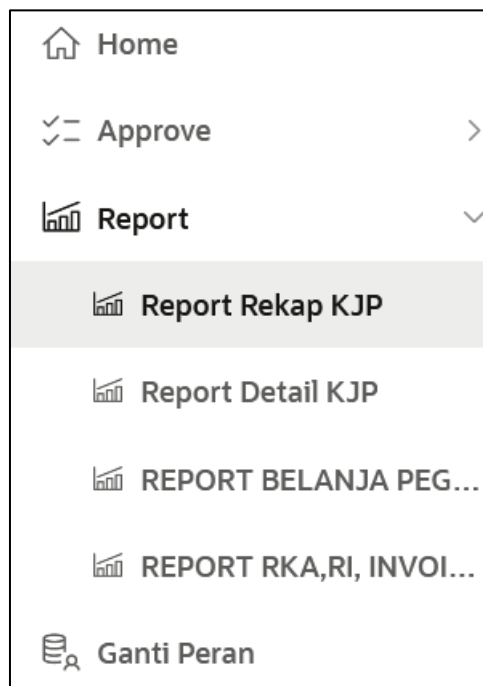 Home
Approve
Report
Report Rekap KJP
Report Detail KJP
REPORT BELANJA PEG...
REPORT RKA,RI, INVOI...
Ganti Peran